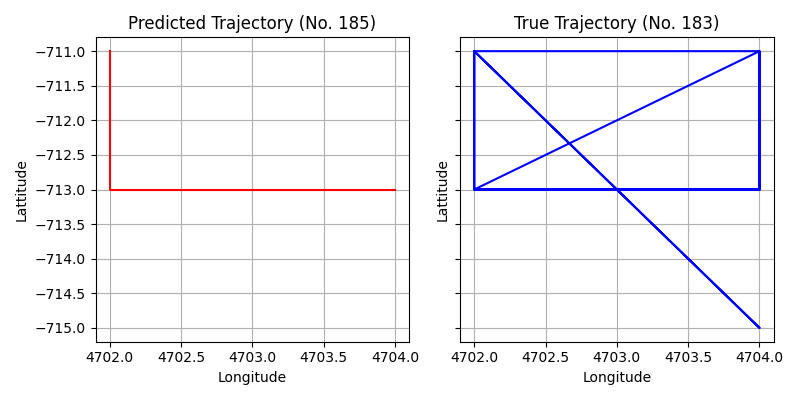 Predicted Trajectory (No. 185)
−711.0
−711.5
−712.0
−712.5
−713.0
−713.5
−714.0
−714.5
−715.0
Lattitude
4702.0 4702.5 4703.0 4703.5 4704.0
Longitude
True Trajectory (No. 183)
Lattitude
4702.0 4702.5 4703.0 4703.5 4704.0
Longitude